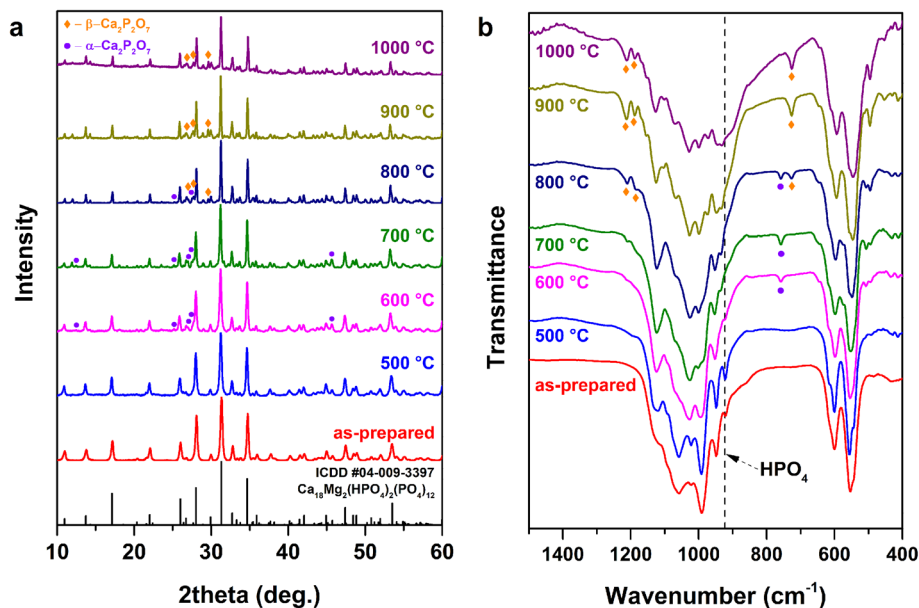 a
♦ – β–Ca2P2O7
● – α–Ca2P2O7
1000 °C
900 °C
800 °C
700 °C
600 °C
500 °C
as-prepared
ICDD #04-009-3397
Ca18Mg2(HPO4)2(PO4)12
Intensity
10 20 30 40 50 60
2theta (deg.)
b
1000 °C
900 °C
800 °C
700 °C
600 °C
500 °C
as-prepared
HPO4
Transmittance
1400 1200 1000 800 600 400
Wavenumber (cm-1)